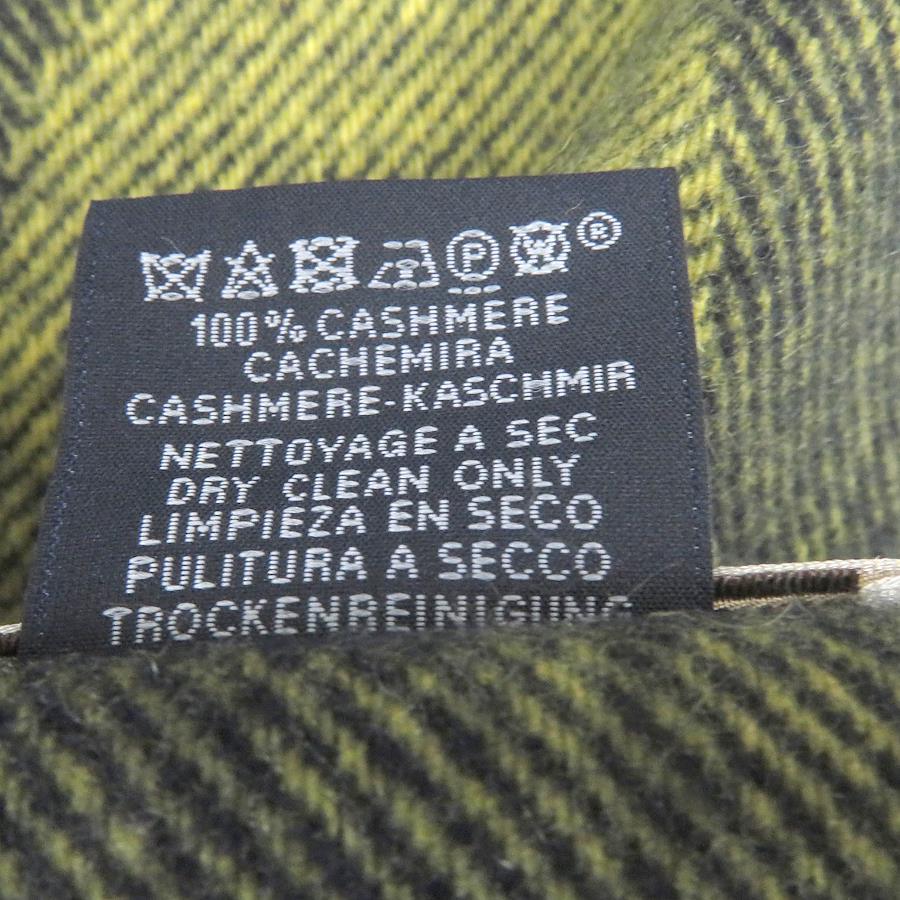 P W ®
100% CASHMERE
CACHEMIRA
CASHMERE-KASCHMIR
NETTOYAGE A SEC
DRY CLEAN ONLY
LIMPIEZA EN SECO
PULITURA A SECCO
TROCKENREINIGUNG